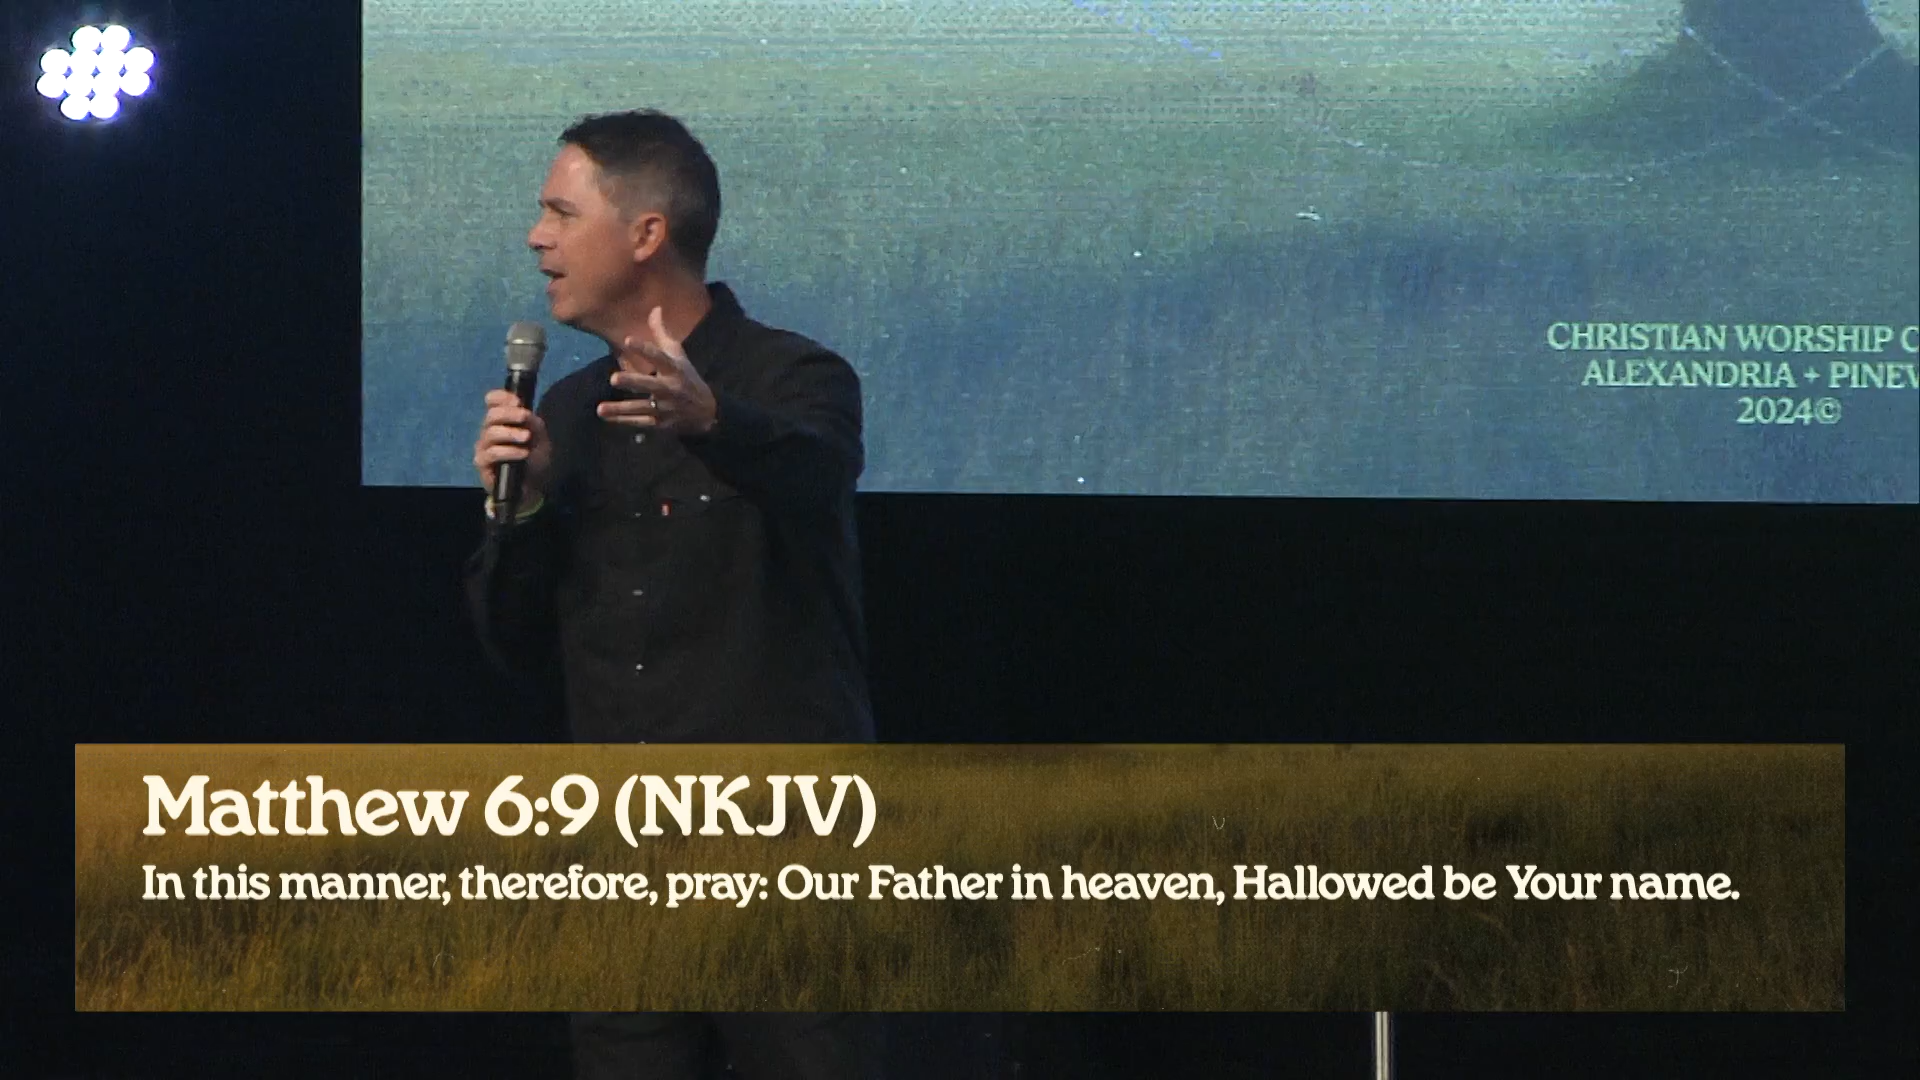 CHRISTIAN WORSHIP
ALEXANDRIA + 
2024©
Matthew 6:9 (NKJV)
In this manner, therefore, pray: Our Father in heaven, Hallowed be Your name.